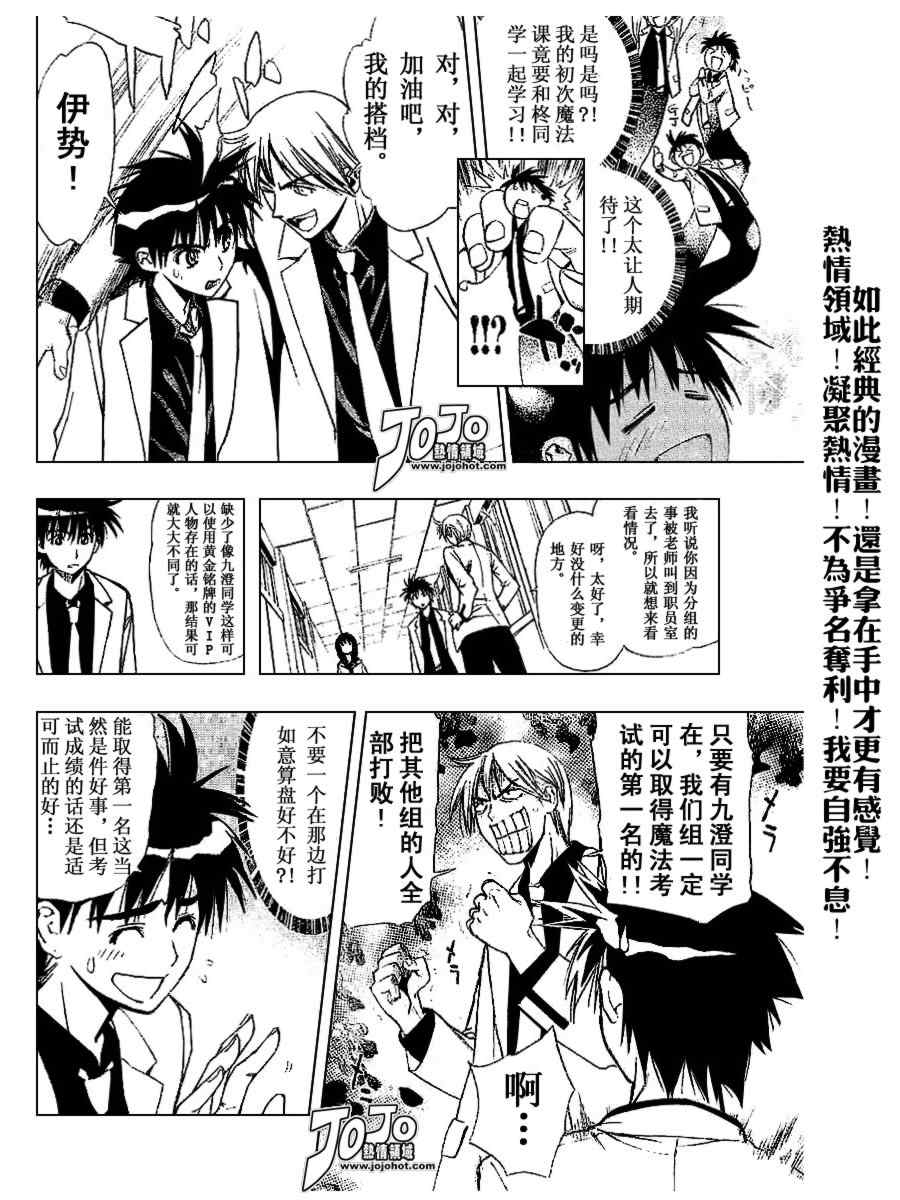 是吗是吗?!
我的初次魔法
课竟要和柊同
学一起学习!!
这个太让人期
待了!!
!!?
对，对，
加油吧，
我的搭档。
伊势！
JOJO
熱情領域
www.jojohot.com
我听说你因为分组的
事被老师叫到职员室
去了，所以就想来看
看情况。
呀，太好了，幸
好没什么变更的
地方。
缺少了像九澄同学这样可
以使用黄金铭牌的VIP
人物存在的话，那结果可
就大大不同了。
只要有九澄同学
在，我们组一定
可以取得魔法考
试的第一名的!!
把其他组的人全
部打败！
メラ
メラ
啊…
不要一个在那边打
如意算盘好不好?!
能取得第一名这当
然是件好事，但考
试成绩的话还是适
可而止的好…
JOJO
熱情領域
www.jojohot.com
如此經典的漫畫！還是拿在手中才更有感覺！
熱情領域！凝聚熱情！不為爭名奪利！我要自強不息！